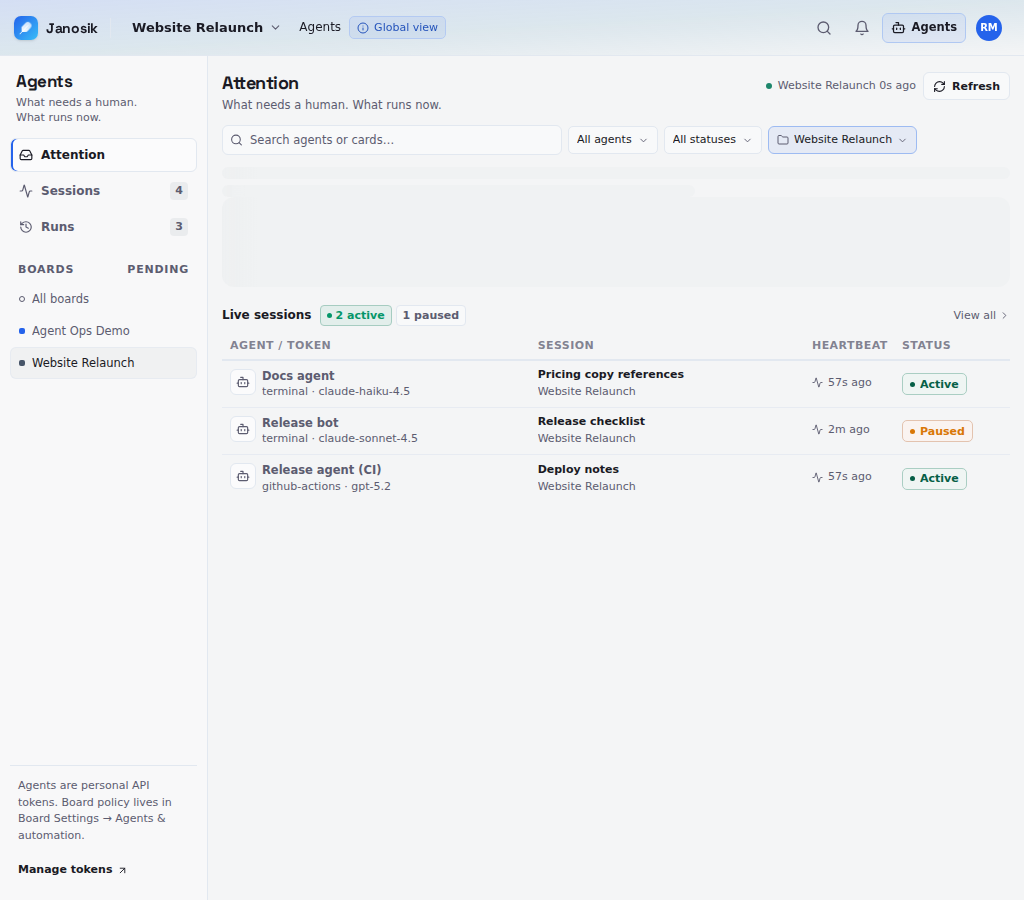 Janosik
Website Relaunch
Agents
Global view
Agents
RM
Agents
What needs a human.
What runs now.
Attention
Sessions 4
Runs 3
BOARDS PENDING
All boards
Agent Ops Demo
Website Relaunch
Agents are personal API
tokens. Board policy lives in
Board Settings → Agents &
automation.
Manage tokens
Attention
What needs a human. What runs now.
Website Relaunch 0s ago
Refresh
Search agents or cards...
All agents
All statuses
Website Relaunch
Live sessions
2 active
1 paused
View all
AGENT / TOKEN SESSION HEARTBEAT STATUS
Docs agent
terminal · claude-haiku-4.5
Pricing copy references
Website Relaunch
57s ago
Active
Release bot
terminal · claude-sonnet-4.5
Release checklist
Website Relaunch
2m ago
Paused
Release agent (CI)
github-actions · gpt-5.2
Deploy notes
Website Relaunch
57s ago
Active